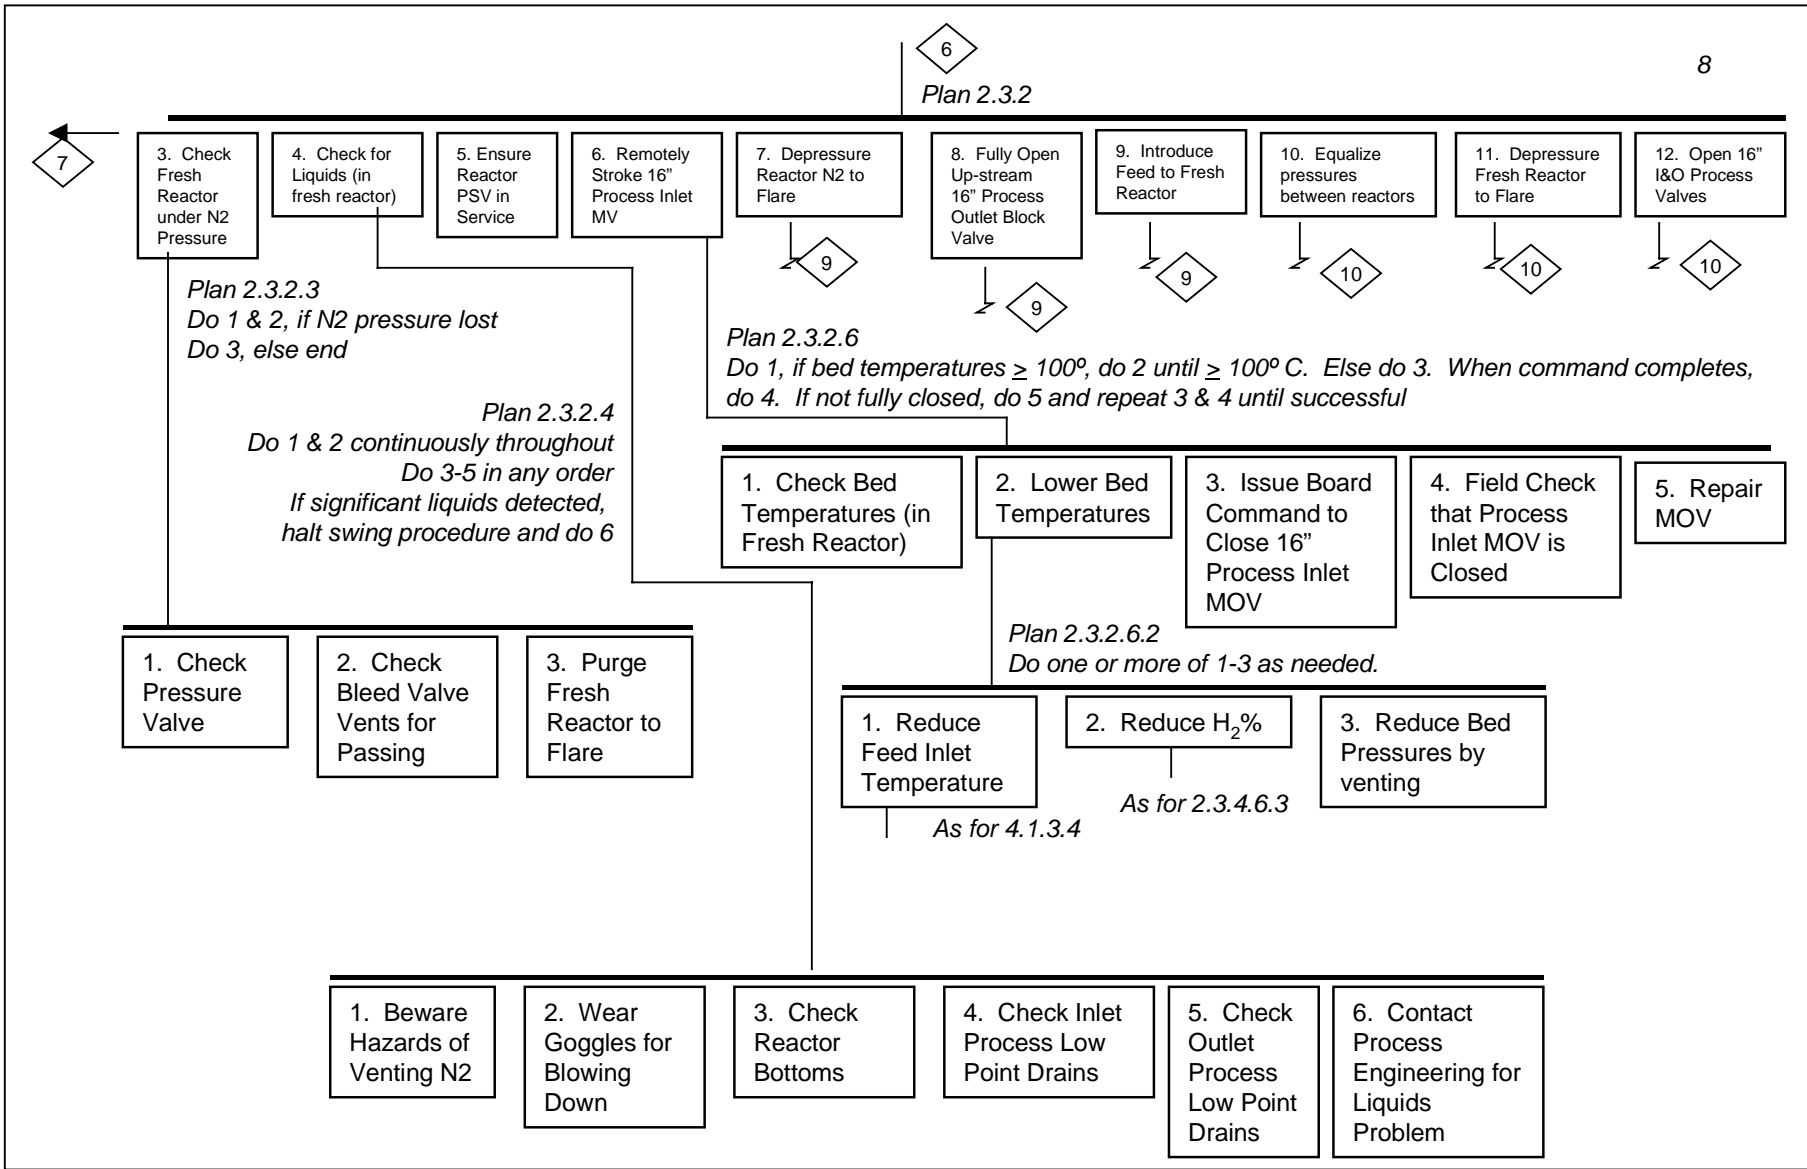 6
8
Plan 2.3.2
7
3. Check
Fresh
Reactor
under N2
Pressure
4. Check for
Liquids (in
fresh reactor)
5. Ensure
Reactor
PSV in
Service
6. Remotely
Stroke 16”
Process Inlet
MV
7. Depressure
Reactor N2 to
Flare
8. Fully Open
Up-stream
16” Process
Outlet Block
Valve
9. Introduce
Feed to Fresh
Reactor
10. Equalize
pressures
between reactors
11. Depressure
Fresh Reactor
to Flare
12. Open 16”
I&O Process
Valves
9
9
9
10
10
10
Plan 2.3.2.3
Do 1 & 2, if N2 pressure lost
Do 3, else end
Plan 2.3.2.6
Do 1, if bed temperatures ≥ 100º, do 2 until ≥ 100º C. Else do 3. When command completes,
do 4. If not fully closed, do 5 and repeat 3 & 4 until successful
Plan 2.3.2.4
Do 1 & 2 continuously throughout
Do 3-5 in any order
If significant liquids detected,
halt swing procedure and do 6
1. Check Bed
Temperatures (in
Fresh Reactor)
2. Lower Bed
Temperatures
3. Issue Board
Command to
Close 16”
Process Inlet
MOV
4. Field Check
that Process
Inlet MOV is
Closed
5. Repair
MOV
1. Check
Pressure
Valve
2. Check
Bleed Valve
Vents for
Passing
3. Purge
Fresh
Reactor to
Flare
Plan 2.3.2.6.2
Do one or more of 1-3 as needed.
1. Reduce
Feed Inlet
Temperature
2. Reduce H2%
3. Reduce Bed
Pressures by
venting
As for 4.1.3.4
As for 2.3.4.6.3
1. Beware
Hazards of
Venting N2
2. Wear
Goggles for
Blowing
Down
3. Check
Reactor
Bottoms
4. Check Inlet
Process Low
Point Drains
5. Check
Outlet
Process
Low Point
Drains
6. Contact
Process
Engineering for
Liquids
Problem